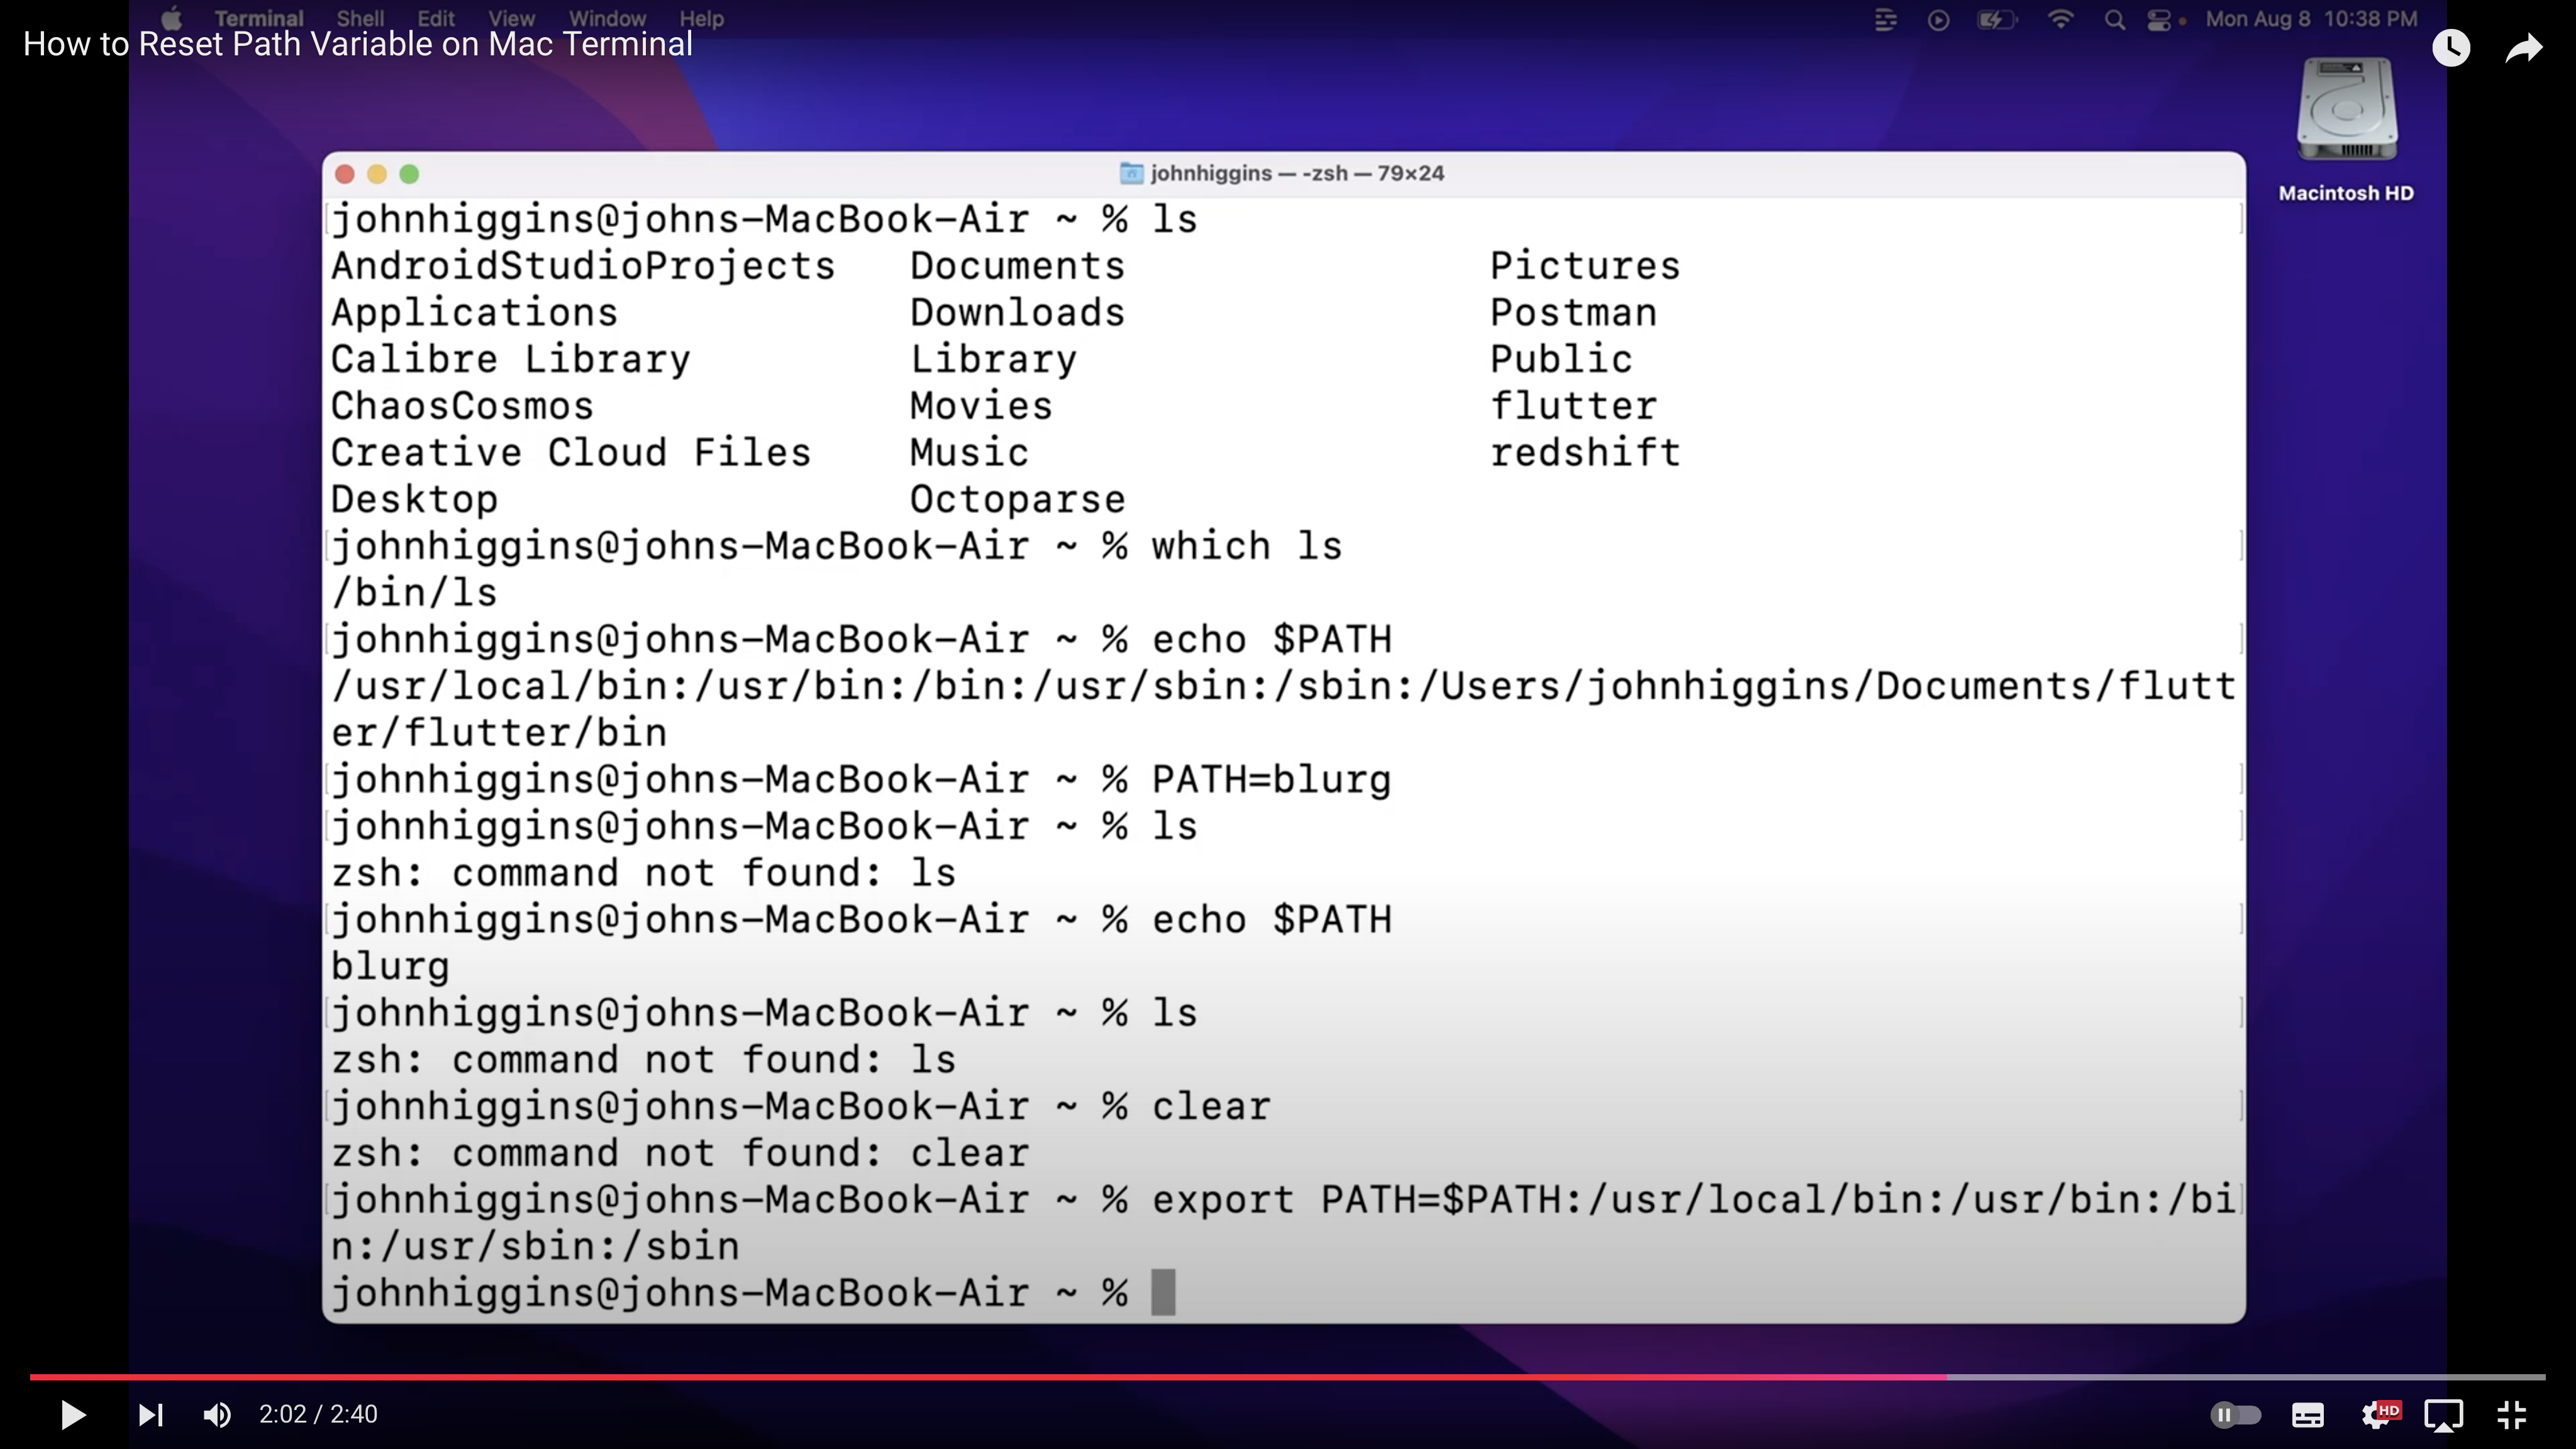 Terminal Shell Edit View Window Help Mon Aug 8 10:38 PM
How to Reset Path Variable on Mac Terminal
Macintosh HD
johnhiggins — -zsh — 79×24
johnhiggins@johns-MacBook-Air ~ % ls
AndroidStudioProjects Documents Pictures
Applications Downloads Postman
Calibre Library Library Public
ChaosCosmos Movies flutter
Creative Cloud Files Music redshift
Desktop Octoparse
johnhiggins@johns-MacBook-Air ~ % which ls
/bin/ls
johnhiggins@johns-MacBook-Air ~ % echo $PATH
/usr/local/bin:/usr/bin:/bin:/usr/sbin:/sbin:/Users/johnhiggins/Documents/flutt
er/flutter/bin
johnhiggins@johns-MacBook-Air ~ % PATH=blurg
johnhiggins@johns-MacBook-Air ~ % ls
zsh: command not found: ls
johnhiggins@johns-MacBook-Air ~ % echo $PATH
blurg
johnhiggins@johns-MacBook-Air ~ % ls
zsh: command not found: ls
johnhiggins@johns-MacBook-Air ~ % clear
zsh: command not found: clear
johnhiggins@johns-MacBook-Air ~ % export PATH=$PATH:/usr/local/bin:/usr/bin:/bi
n:/usr/sbin:/sbin
johnhiggins@johns-MacBook-Air ~ %
2:02 / 2:40
HD